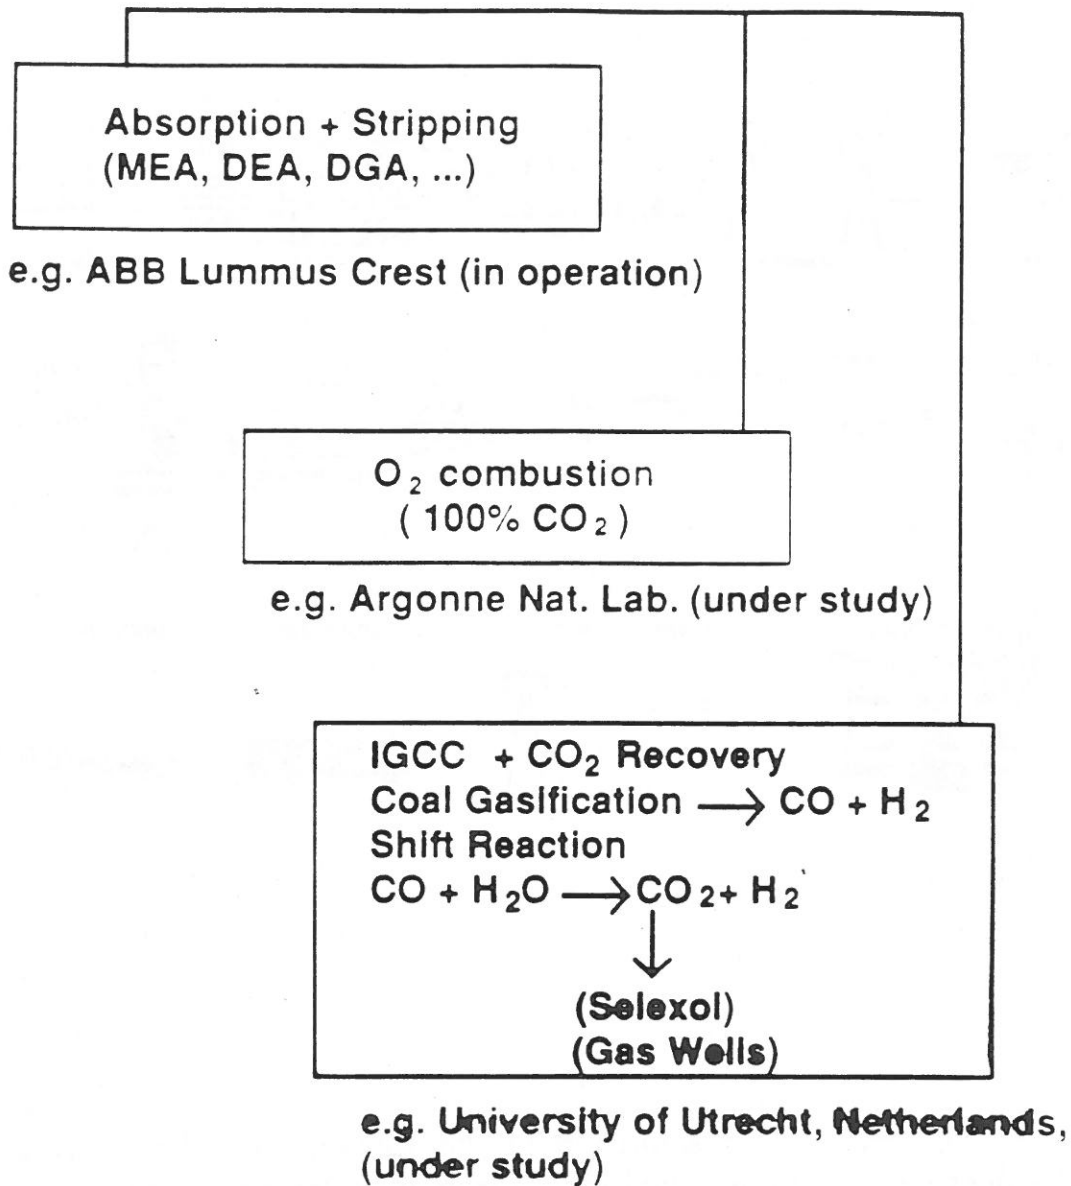 Absorption + Stripping
(MEA, DEA, DGA, ...)
e.g. ABB Lummus Crest (in operation)
O₂ combustion
( 100% CO₂ )
e.g. Argonne Nat. Lab. (under study)
IGCC + CO₂ Recovery
Coal Gasification → CO + H₂
Shift Reaction
CO + H₂O → CO₂ + H₂
(Selexol)
(Gas Wells)
e.g. University of Utrecht, Netherlands,
(under study)